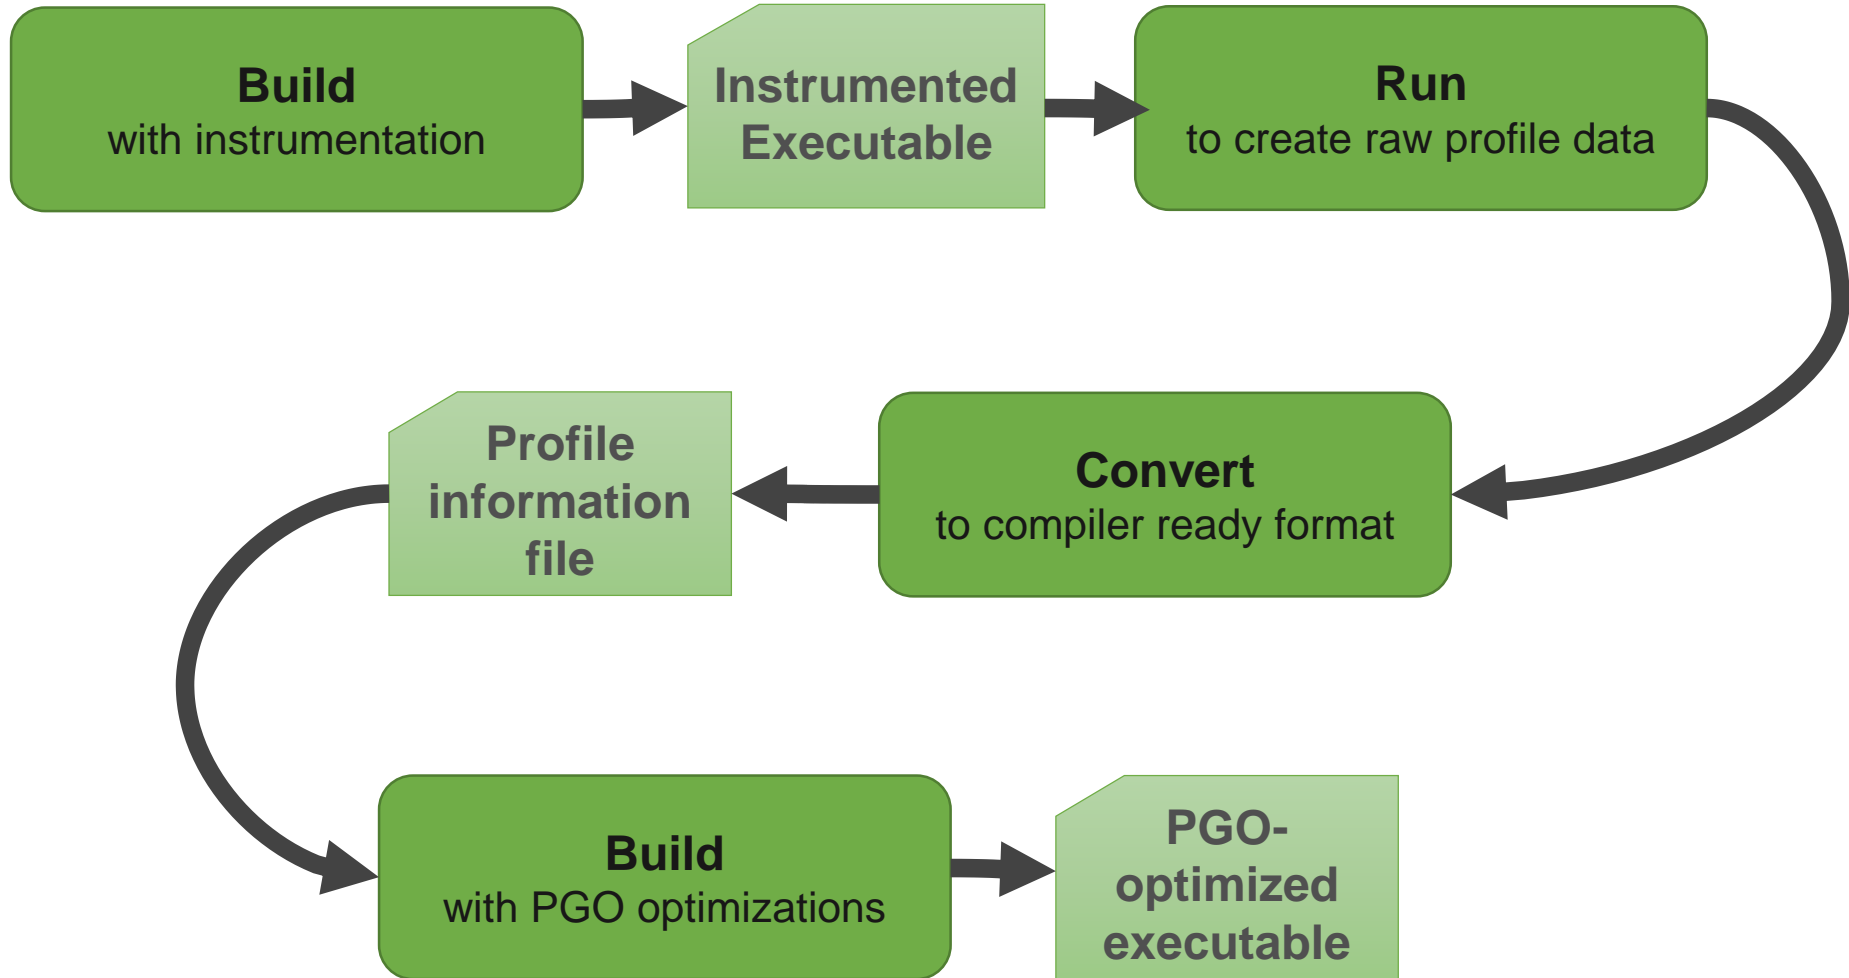 Build
with instrumentation
Instrumented
Executable
Run
to create raw profile data
Convert
to compiler ready format
Profile
information
file
Build
with PGO optimizations
PGO-
optimized
executable